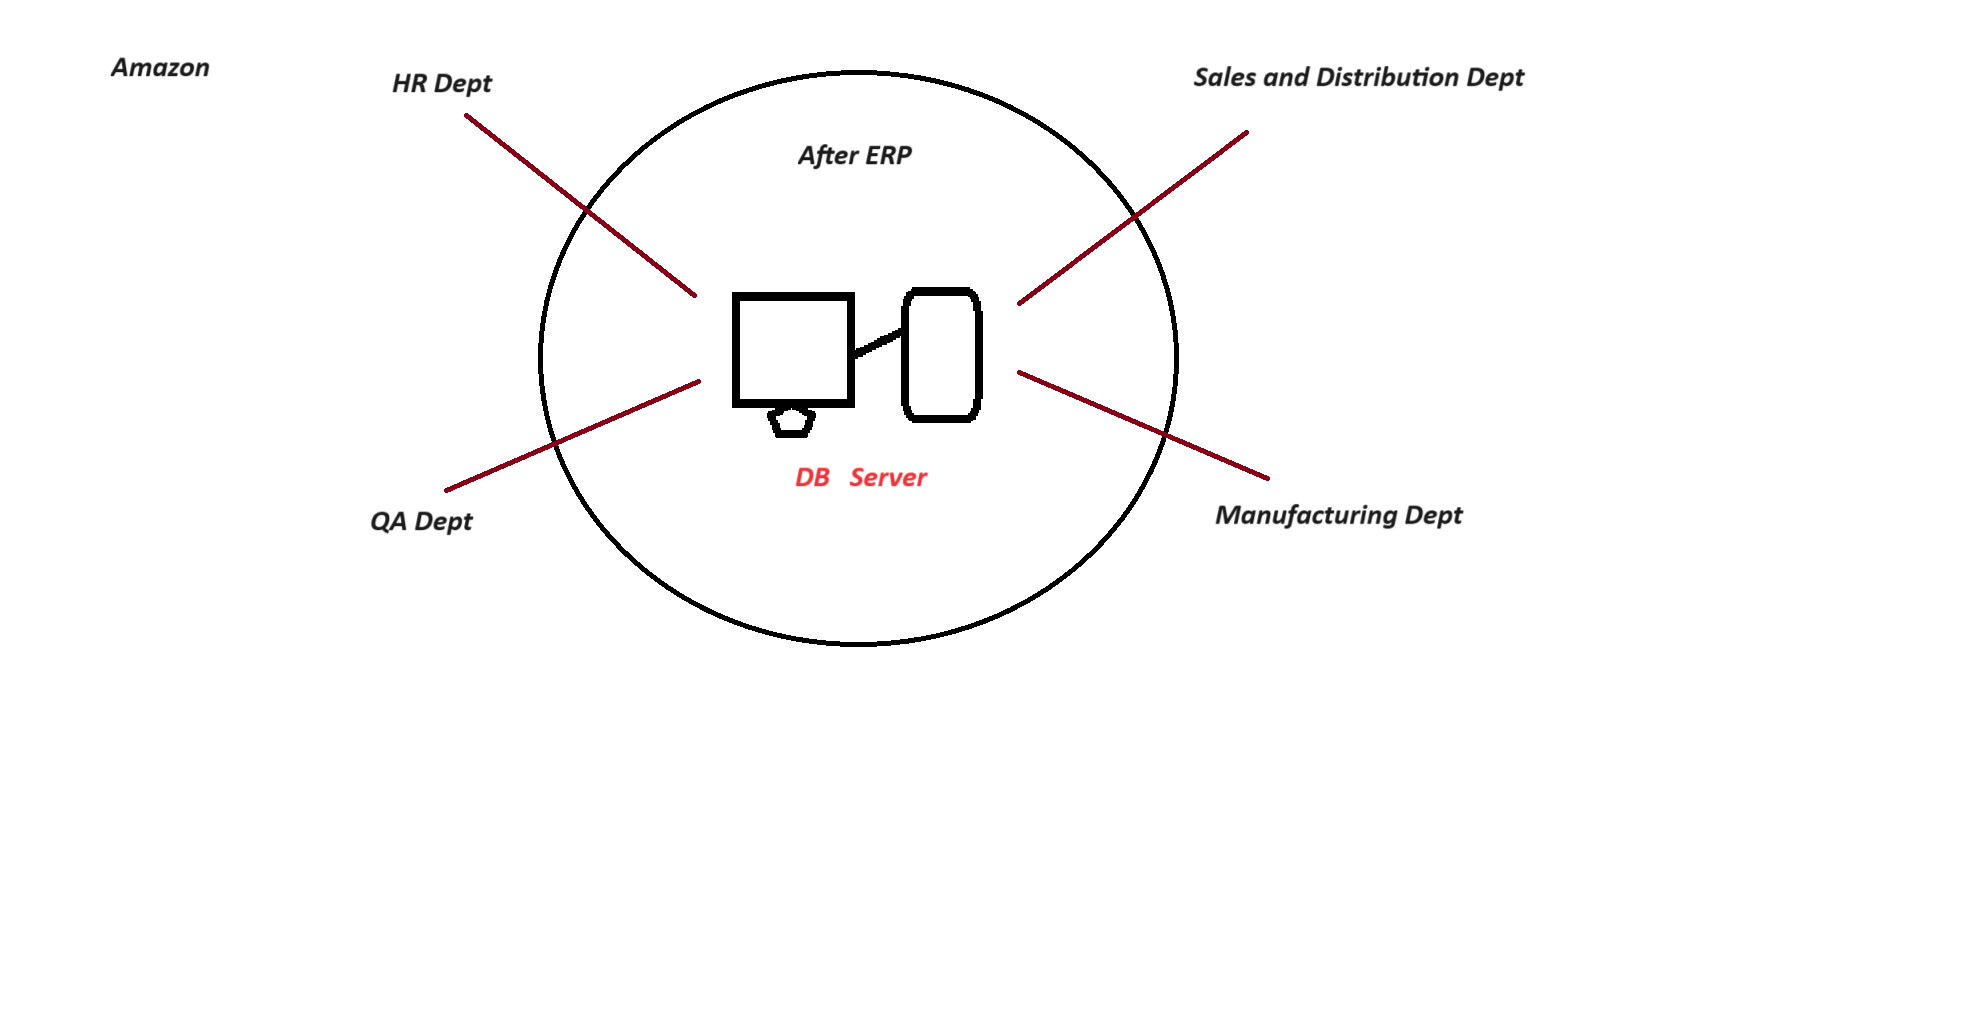 Amazon
HR Dept
Sales and Distribution Dept
After ERP
DB Server
QA Dept
Manufacturing Dept